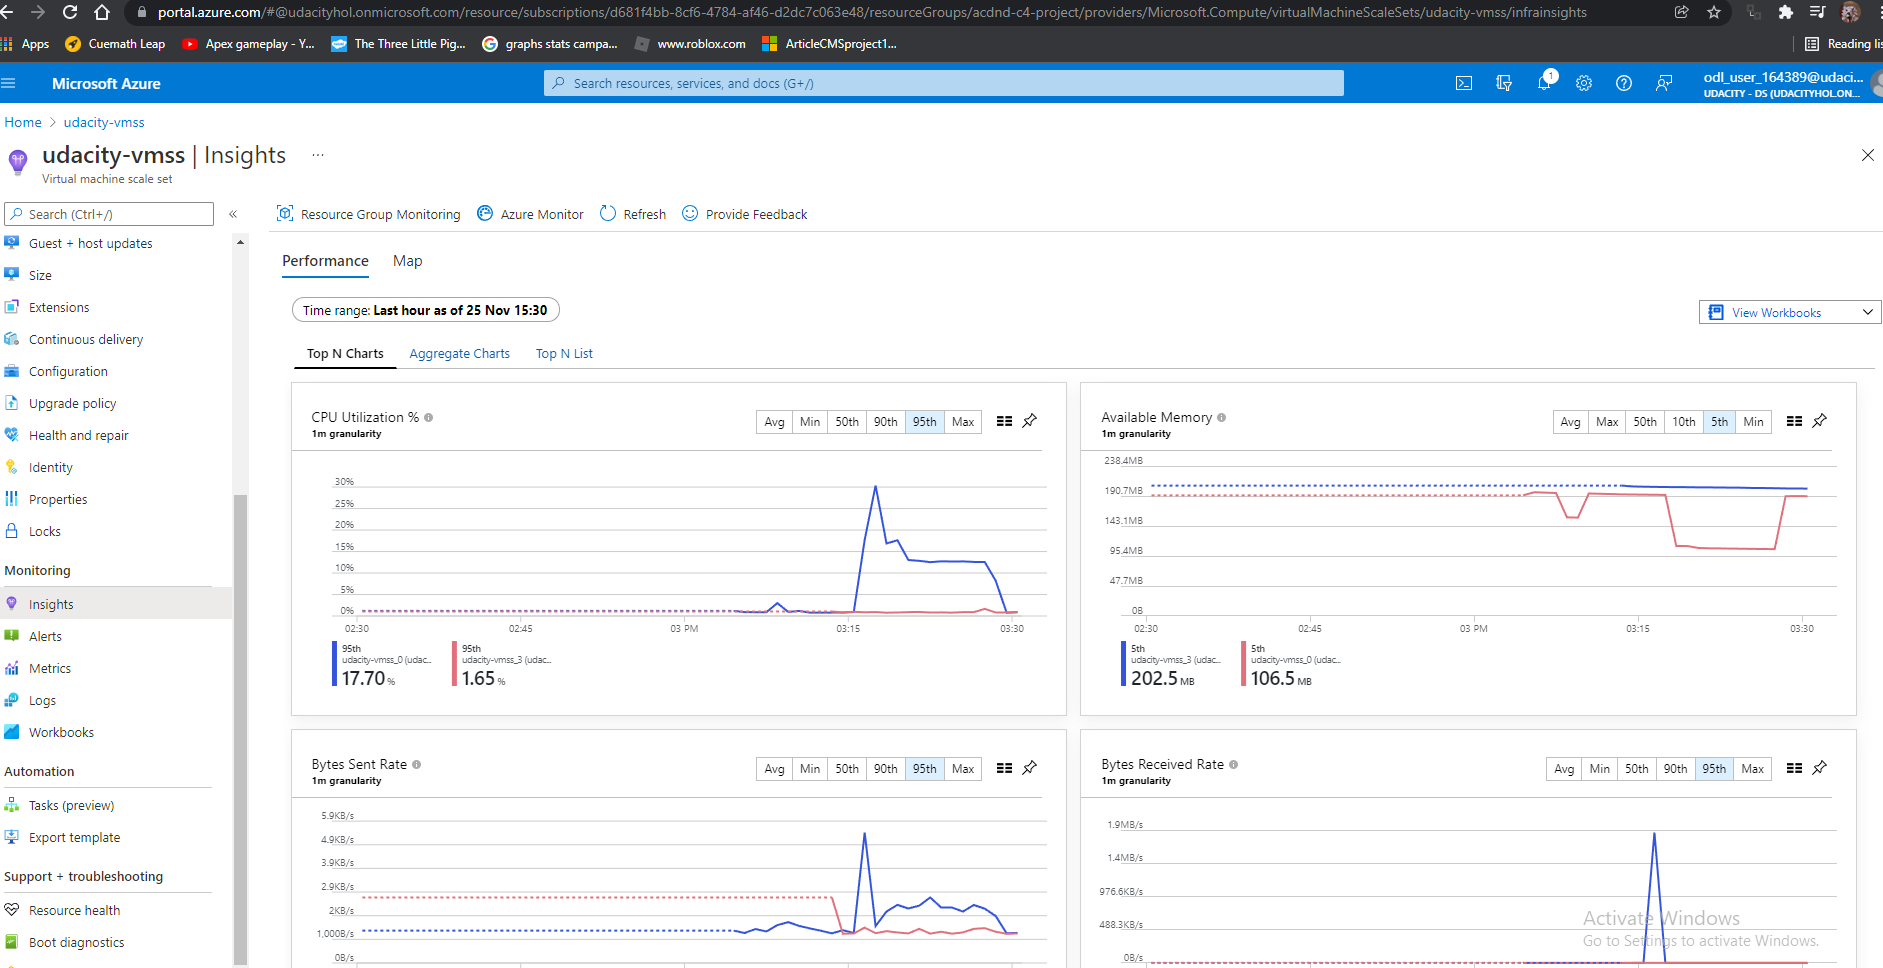 portal.azure.com/#@udacityhol.onmicrosoft.com/resource/subscriptions/d681f4bb-8cf6-4784-af46-d2dc7c063e48/resourceGroups/acdnd-c4-project/providers/Microsoft.Compute/virtualMachineScaleSets/udacity-vmss/infrainsights
Apps Cuemath Leap Apex gameplay - Y... The Three Little Pig... graphs stats campa... www.roblox.com ArticleCMSproject1... Reading lis
Microsoft Azure Search resources, services, and docs (G+/) 1 odl_user_164389@udaci...
UDACITY - DS (UDACITYHOL.ON...
Home > udacity-vmss
udacity-vmss | Insights ...
Virtual machine scale set
Search (Ctrl+/) «
Resource Group Monitoring Azure Monitor Refresh Provide Feedback
Guest + host updates
Size
Extensions
Continuous delivery
Configuration
Upgrade policy
Health and repair
Identity
Properties
Locks
Monitoring
Insights
Alerts
Metrics
Logs
Workbooks
Automation
Tasks (preview)
Export template
Support + troubleshooting
Resource health
Boot diagnostics
Performance Map
Time range: Last hour as of 25 Nov 15:30
View Workbooks
Top N Charts Aggregate Charts Top N List
CPU Utilization %
1m granularity
Avg Min 50th 90th 95th Max
30%
25%
20%
15%
10%
5%
0%
02:30 02:45 03 PM 03:15 03:30
95th 95th
udacity-vmss_0 (udac... udacity-vmss_3 (udac...
17.70 % 1.65 %
Available Memory
1m granularity
Avg Max 50th 10th 5th Min
238.4MB
190.7MB
143.1MB
95.4MB
47.7MB
0B
02:30 02:45 03 PM 03:15 03:30
5th 5th
udacity-vmss_3 (udac... udacity-vmss_0 (udac...
202.5 MB 106.5 MB
Bytes Sent Rate
1m granularity
Avg Min 50th 90th 95th Max
5.9KB/s
4.9KB/s
3.9KB/s
2.9KB/s
2KB/s
1,000B/s
0B/s
Bytes Received Rate
1m granularity
Avg Min 50th 90th 95th Max
1.9MB/s
1.4MB/s
976.6KB/s
488.3KB/s
0B/s
Activate Windows
Go to Settings to activate Windows.